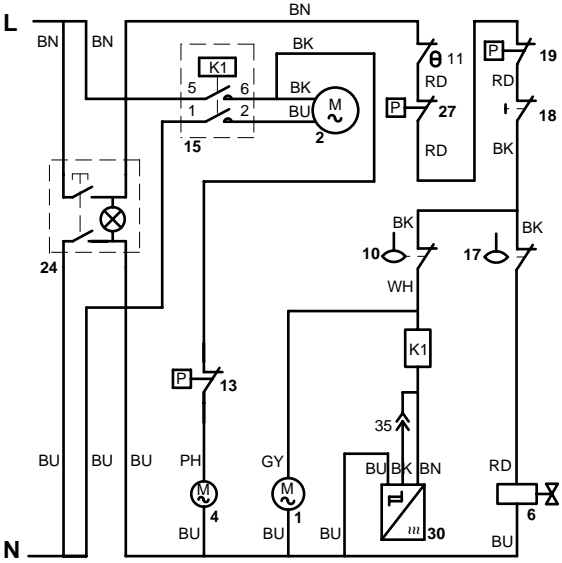 L
BN
BN
BN
15
K1
5
6
BK
BK
1
2
BU
M
2
θ 11
RD
P
27
RD
P
19
RD
18
BK
24
BK
10
WH
17
BK
K1
P
13
35
BU
BU
BU
PH
GY
BU
BK
BN
RD
M
4
M
1
30
6
N
BU
BU
BU
BU